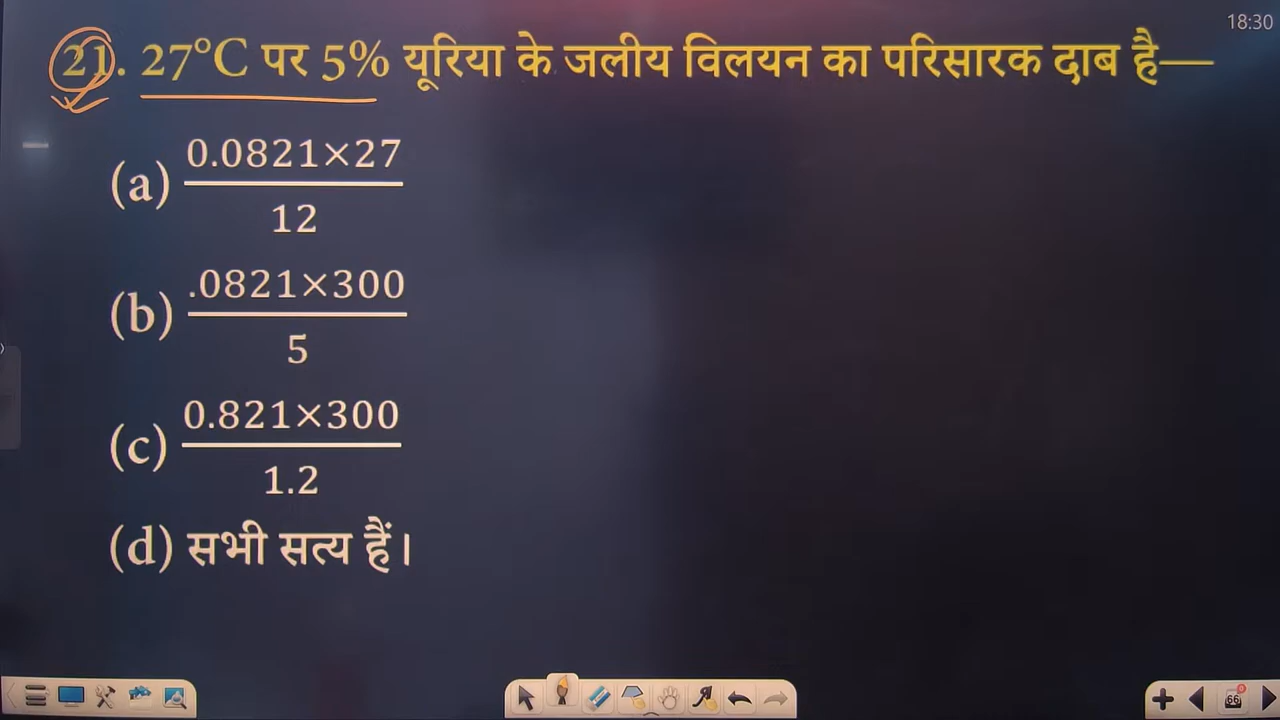 18:30
21. 27°C पर 5% यूरिया के जलीय विलयन का परिसारक दाब है—
(a) 0.0821×27
12
(b) .0821×300
5
(c) 0.821×300
1.2
(d) सभी सत्य हैं।
66